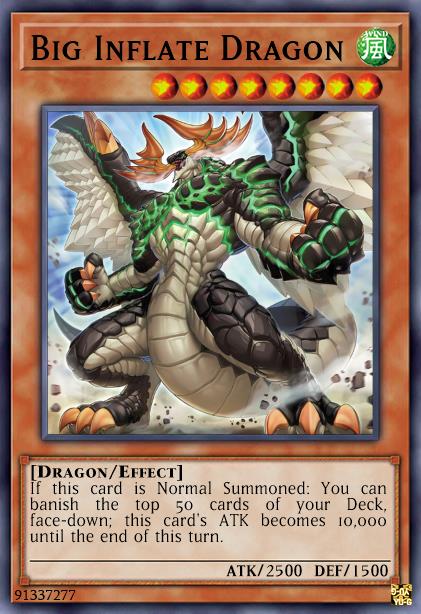 Big Inflate Dragon
WIND
風
[Dragon/Effect]
If this card is Normal Summoned: You can
banish the top 50 cards of your Deck,
face-down; this card's ATK becomes 10,000
until the end of this turn.
ATK/2500 DEF/1500
91337277